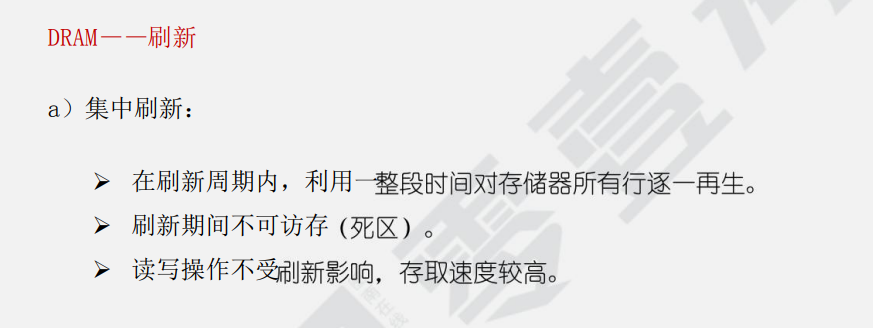 DRAM——刷新
a）集中刷新：
➢ 在刷新周期内，利用一整段时间对存储器所有行逐一再生。
➢ 刷新期间不可访存（死区）。
➢ 读写操作不受刷新影响，存取速度较高。